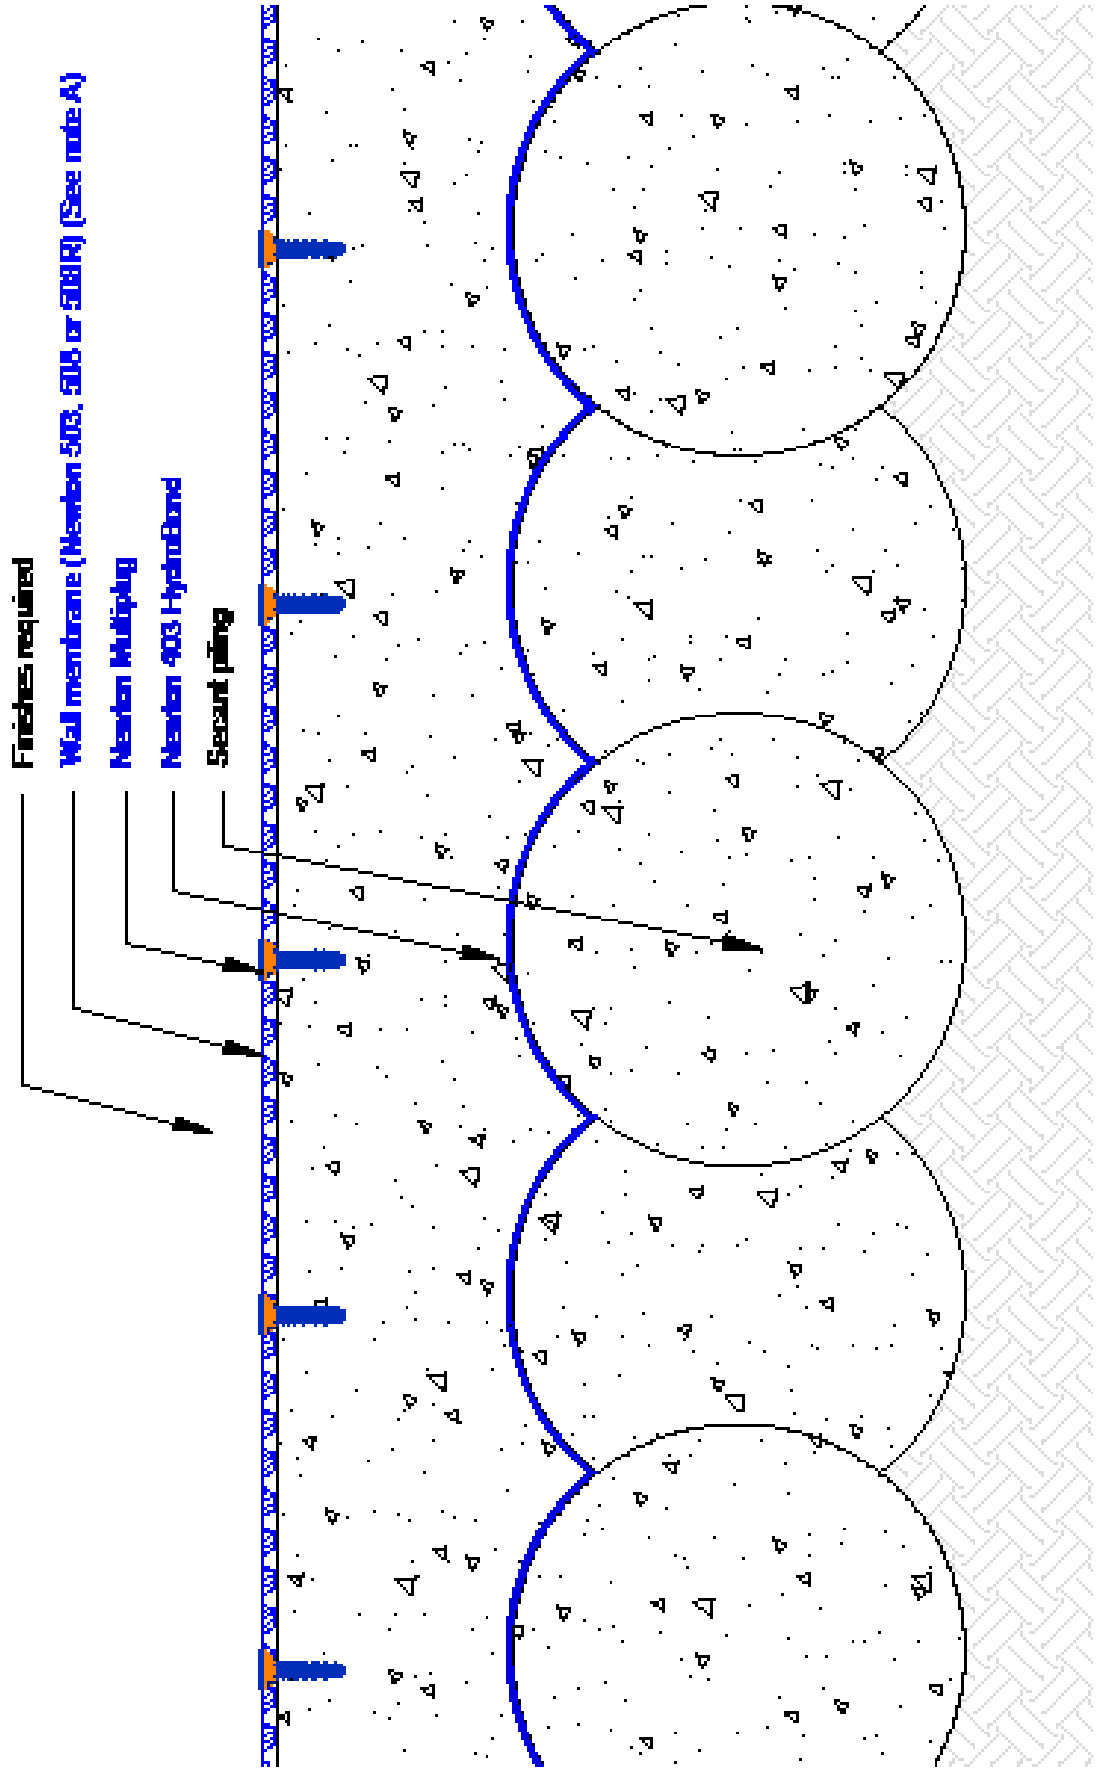 Finishes required
Wall membrane (Newton 503, 508 or 508R) (See note A)
Newton Multiplug
Newton 403 HydroBond
Secant piling